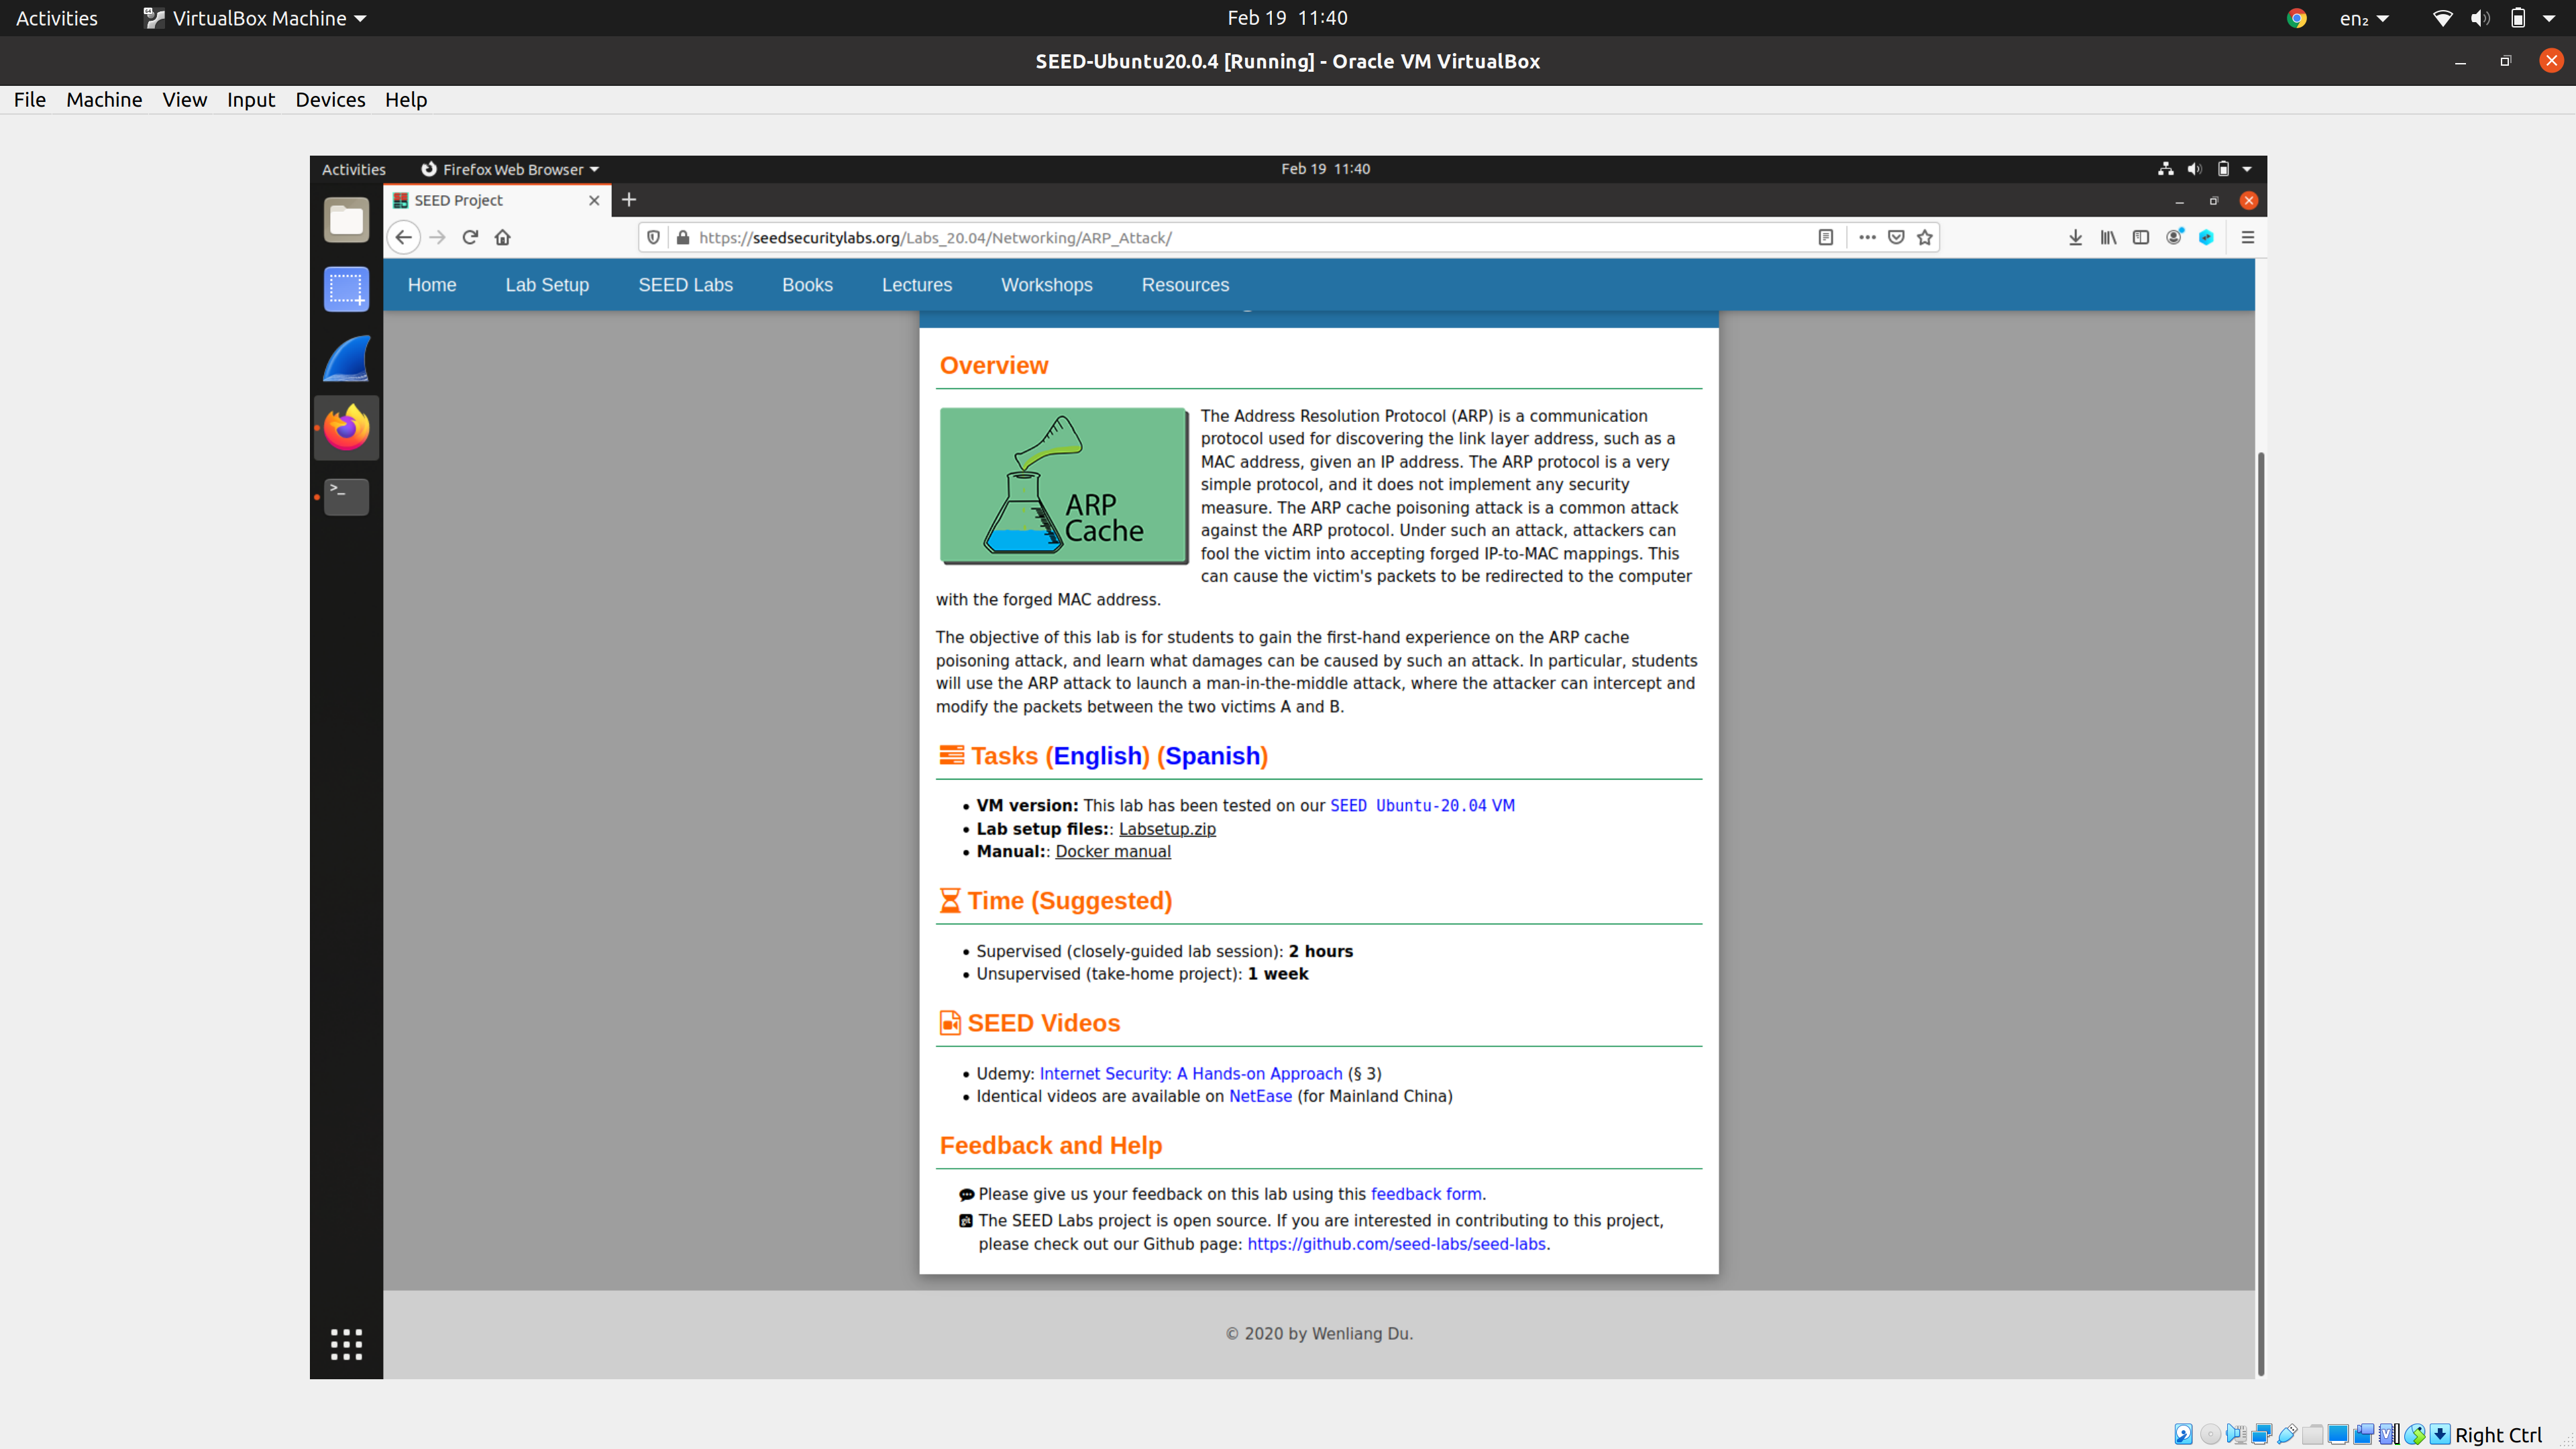 Activities VirtualBox Machine Feb 19 11:40 en₂
SEED-Ubuntu20.0.4 [Running] - Oracle VM VirtualBox
File Machine View Input Devices Help
Activities Firefox Web Browser Feb 19 11:40
SEED Project
https://seedsecuritylabs.org/Labs_20.04/Networking/ARP_Attack/
Home Lab Setup SEED Labs Books Lectures Workshops Resources
Overview
ARP
Cache
The Address Resolution Protocol (ARP) is a communication
protocol used for discovering the link layer address, such as a
MAC address, given an IP address. The ARP protocol is a very
simple protocol, and it does not implement any security
measure. The ARP cache poisoning attack is a common attack
against the ARP protocol. Under such an attack, attackers can
fool the victim into accepting forged IP-to-MAC mappings. This
can cause the victim's packets to be redirected to the computer
with the forged MAC address.
The objective of this lab is for students to gain the first-hand experience on the ARP cache
poisoning attack, and learn what damages can be caused by such an attack. In particular, students
will use the ARP attack to launch a man-in-the-middle attack, where the attacker can intercept and
modify the packets between the two victims A and B.
Tasks (English) (Spanish)
• VM version: This lab has been tested on our SEED Ubuntu-20.04 VM
• Lab setup files:: Labsetup.zip
• Manual:: Docker manual
Time (Suggested)
• Supervised (closely-guided lab session): 2 hours
• Unsupervised (take-home project): 1 week
SEED Videos
• Udemy: Internet Security: A Hands-on Approach (§ 3)
• Identical videos are available on NetEase (for Mainland China)
Feedback and Help
Please give us your feedback on this lab using this feedback form.
The SEED Labs project is open source. If you are interested in contributing to this project,
please check out our Github page: https://github.com/seed-labs/seed-labs.
© 2020 by Wenliang Du.
Right Ctrl